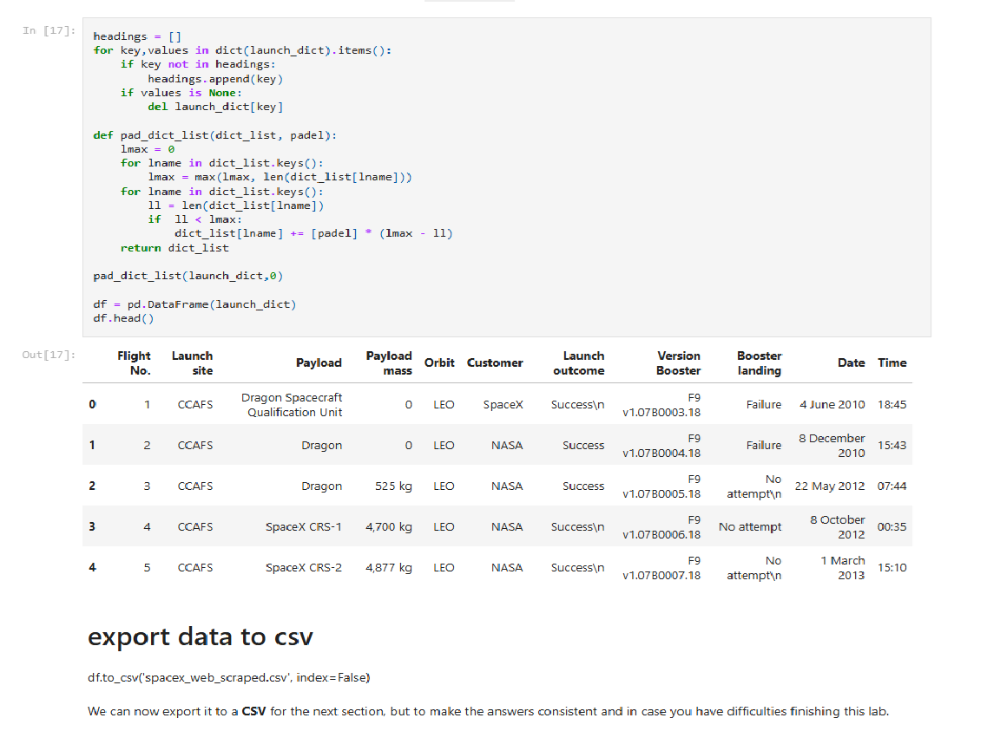 In [17]:
headings = []
for key,values in dict(launch_dict).items():
    if key not in headings:
        headings.append(key)
    if values is None:
        del launch_dict[key]
def pad_dict_list(dict_list, padel):
    lmax = 0
    for lname in dict_list.keys():
        lmax = max(lmax, len(dict_list[lname]))
    for lname in dict_list.keys():
        ll = len(dict_list[lname])
        if  ll < lmax:
            dict_list[lname] += [padel] * (lmax - ll)
    return dict_list
pad_dict_list(launch_dict,0)
df = pd.DataFrame(launch_dict)
df.head()
Out[17]:
Flight No. Launch site Payload Payload mass Orbit Customer Launch outcome Version Booster Booster landing Date Time
0 1 CCAFS Dragon Spacecraft Qualification Unit 0 LEO SpaceX Success\n F9 v1.07B0003.18 Failure 4 June 2010 18:45
1 2 CCAFS Dragon 0 LEO NASA Success F9 v1.07B0004.18 Failure 8 December 2010 15:43
2 3 CCAFS Dragon 525 kg LEO NASA Success F9 v1.07B0005.18 No attempt\n 22 May 2012 07:44
3 4 CCAFS SpaceX CRS-1 4,700 kg LEO NASA Success\n F9 v1.07B0006.18 No attempt 8 October 2012 00:35
4 5 CCAFS SpaceX CRS-2 4,877 kg LEO NASA Success\n F9 v1.07B0007.18 No attempt\n 1 March 2013 15:10
export data to csv
df.to_csv('spacex_web_scraped.csv', index=False)
We can now export it to a CSV for the next section, but to make the answers consistent and in case you have difficulties finishing this lab.